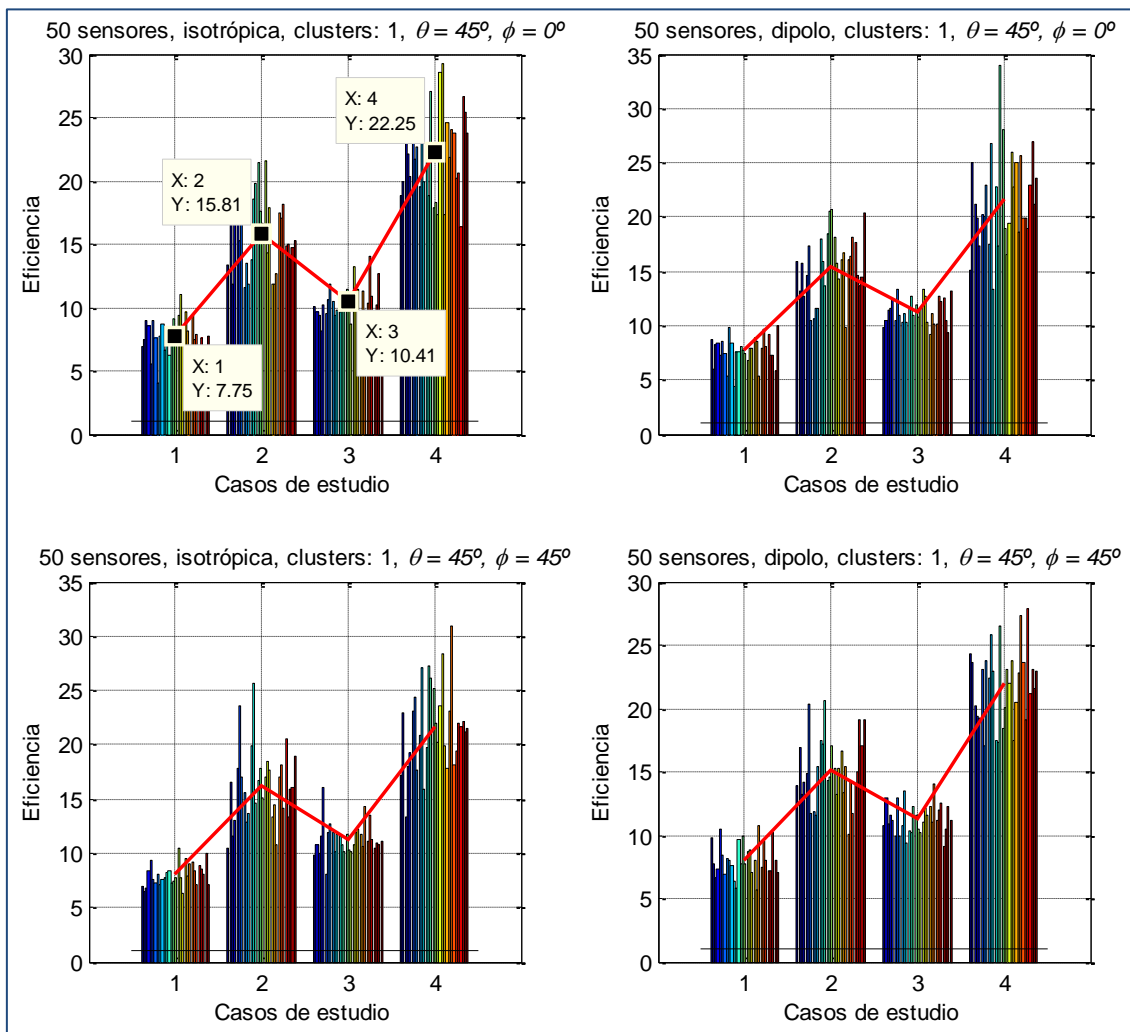 50 sensores, isotrópica, clusters: 1, θ = 45º, ϕ = 0º
30
25
20
15
10
5
0
Eficiencia
X: 1
Y: 7.75
X: 2
Y: 15.81
X: 3
Y: 10.41
X: 4
Y: 22.25
1 2 3 4
Casos de estudio
50 sensores, dipolo, clusters: 1, θ = 45º, ϕ = 0º
35
30
25
20
15
10
5
0
Eficiencia
1 2 3 4
Casos de estudio
50 sensores, isotrópica, clusters: 1, θ = 45º, ϕ = 45º
35
30
25
20
15
10
5
0
Eficiencia
1 2 3 4
Casos de estudio
50 sensores, dipolo, clusters: 1, θ = 45º, ϕ = 45º
30
25
20
15
10
5
0
Eficiencia
1 2 3 4
Casos de estudio